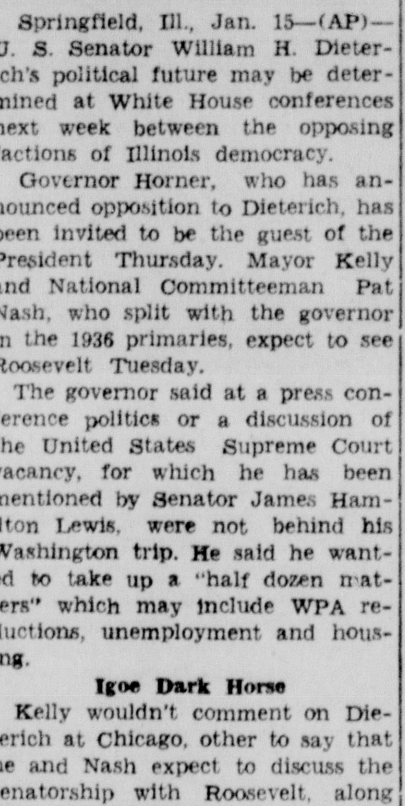 Springfield, Ill., Jan. 15—(AP)—
U. S. Senator William H. Dieter-
ch's political future may be deter-
mined at White House conferences
next week between the opposing
factions of Illinois democracy.
Governor Horner, who has an-
nounced opposition to Dieterich, has
been invited to be the guest of the
President Thursday. Mayor Kelly
and National Committeeman Pat
Nash, who split with the governor
in the 1936 primaries, expect to see
Roosevelt Tuesday.
The governor said at a press con-
ference politics or a discussion of
the United States Supreme Court
vacancy, for which he has been
mentioned by Senator James Ham-
ilton Lewis, were not behind his
Washington trip. He said he want-
ed to take up a "half dozen mat-
ters" which may include WPA re-
ductions, unemployment and hous-
ing.
Igoe Dark Horse
Kelly wouldn't comment on Die-
terich at Chicago, other to say that
he and Nash expect to discuss the
senatorship with Roosevelt, along